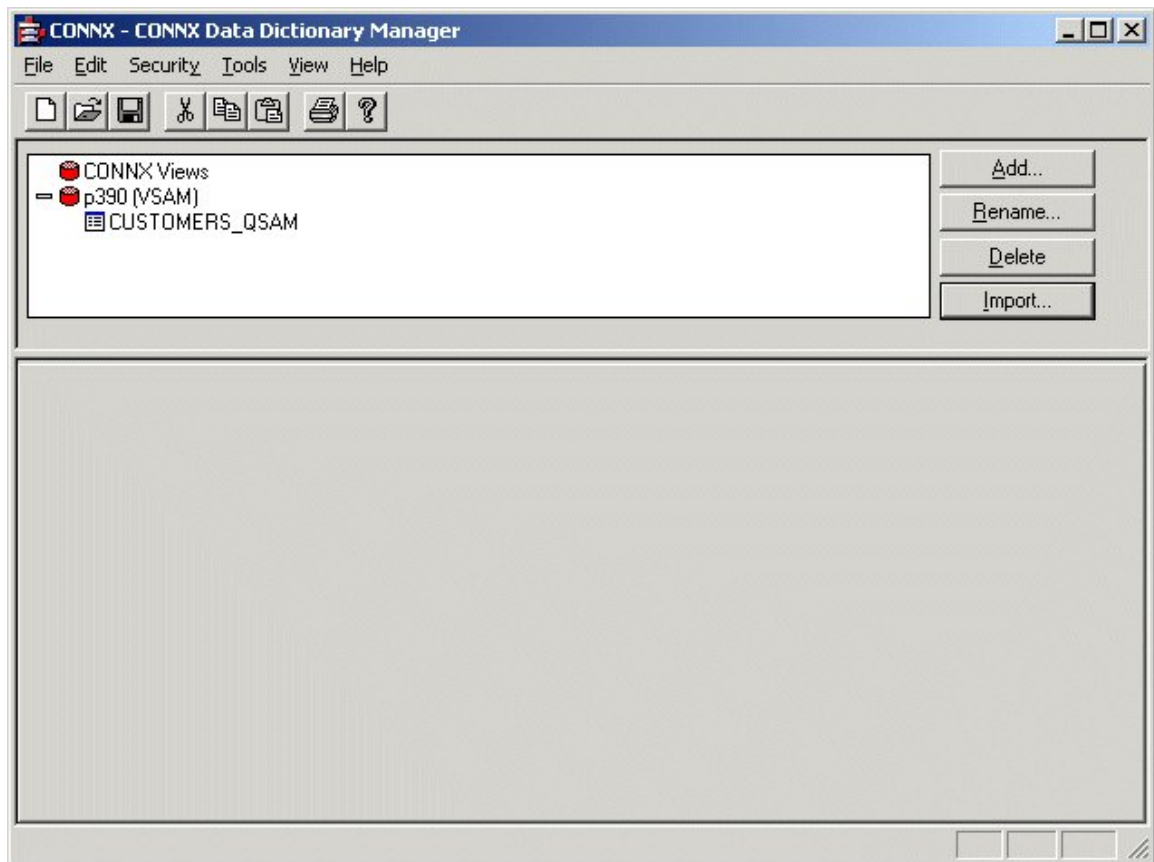 CONNX - CONNX Data Dictionary Manager
File Edit Security Tools View Help
CONNX Views
p390 (VSAM)
CUSTOMERS_QSAM
Add...
Rename...
Delete
Import...